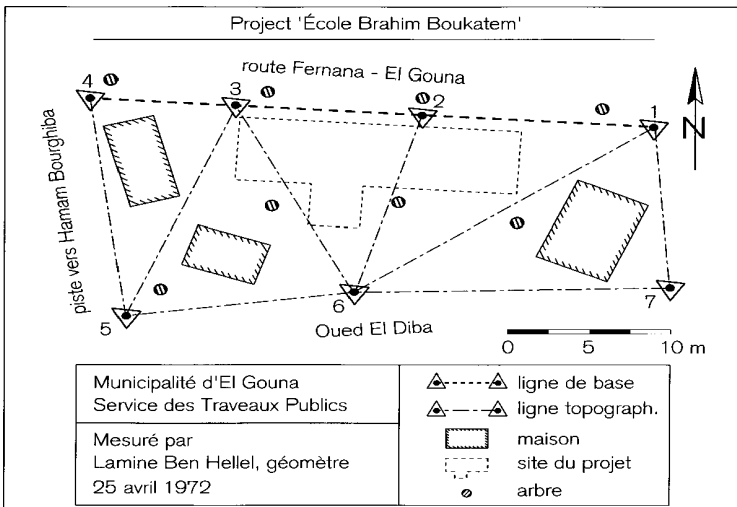 Project 'École Brahim Boukatem'
route Fernana - El Gouna
4
3
2
1
N
piste vers Hamam Bourghiba
5
6
7
Oued El Diba
0 5 10 m
Municipalité d'El Gouna
Service des Traveaux Publics
Mesuré par
Lamine Ben Hellel, géomètre
25 avril 1972
ligne de base
ligne topograph.
maison
site du projet
arbre